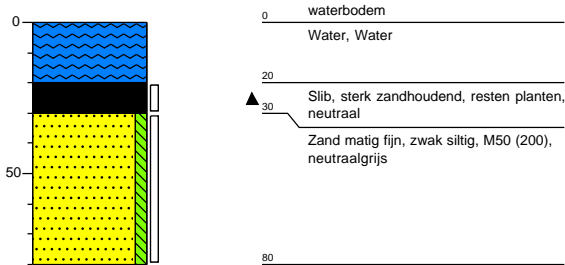 0
50
waterbodem
0
Water, Water
20
Slib, sterk zandhoudend, resten planten,
neutraal
30
Zand matig fijn, zwak siltig, M50 (200),
neutraalgrijs
80